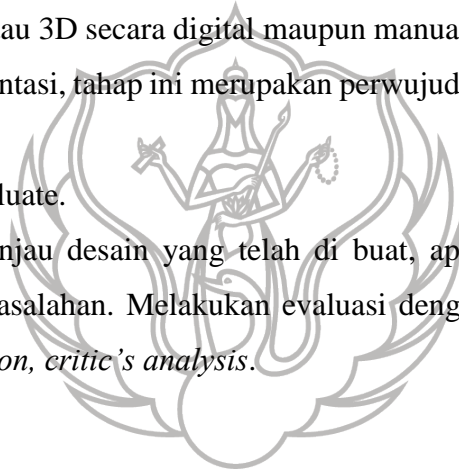 au 3D secara digital maupun manua
ntasi, tahap ini merupakan perwujud
luate.
njau desain yang telah di buat, ap
asalahan. Melakukan evaluasi deng
on, critic's analysis.